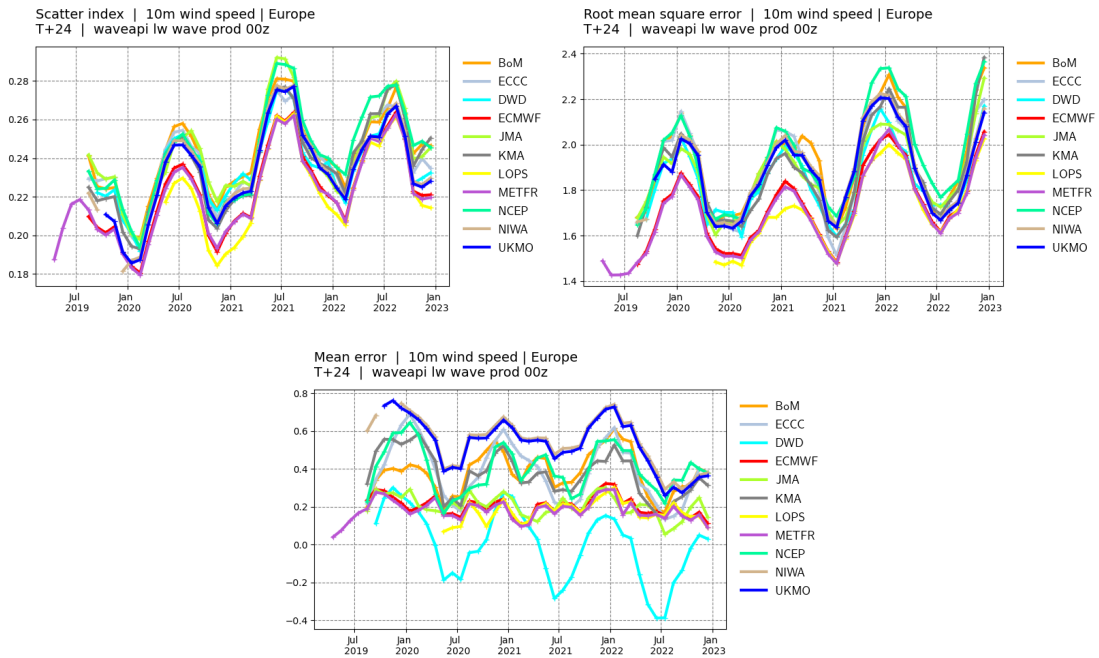 Scatter index | 10m wind speed | Europe
T+24 | waveapi lw wave prod 00z
0.28
0.26
0.24
0.22
0.20
0.18
Jul
2019
Jan
2020
Jul
2020
Jan
2021
Jul
2021
Jan
2022
Jul
2022
Jan
2023
BoM
ECCC
DWD
ECMWF
JMA
KMA
LOPS
METFR
NCEP
NIWA
UKMO
Root mean square error | 10m wind speed | Europe
T+24 | waveapi lw wave prod 00z
2.4
2.2
2.0
1.8
1.6
1.4
Jul
2019
Jan
2020
Jul
2020
Jan
2021
Jul
2021
Jan
2022
Jul
2022
Jan
2023
BoM
ECCC
DWD
ECMWF
JMA
KMA
LOPS
METFR
NCEP
NIWA
UKMO
Mean error | 10m wind speed | Europe
T+24 | waveapi lw wave prod 00z
0.8
0.6
0.4
0.2
0.0
−0.2
−0.4
Jul
2019
Jan
2020
Jul
2020
Jan
2021
Jul
2021
Jan
2022
Jul
2022
Jan
2023
BoM
ECCC
DWD
ECMWF
JMA
KMA
LOPS
METFR
NCEP
NIWA
UKMO